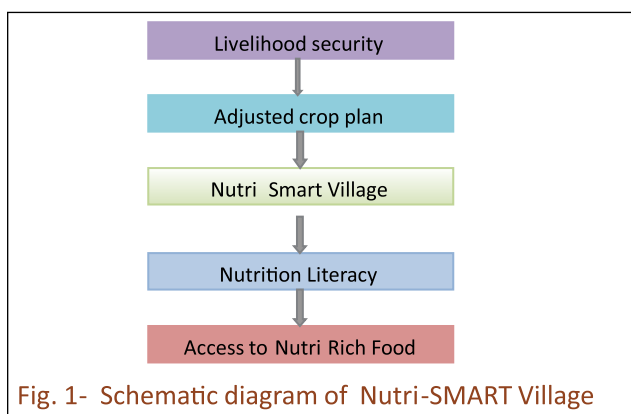 Livelihood security
Adjusted crop plan
Nutri Smart Village
Nutrition Literacy
Access to Nutri Rich Food
Fig. 1- Schematic diagram of Nutri-SMART Village